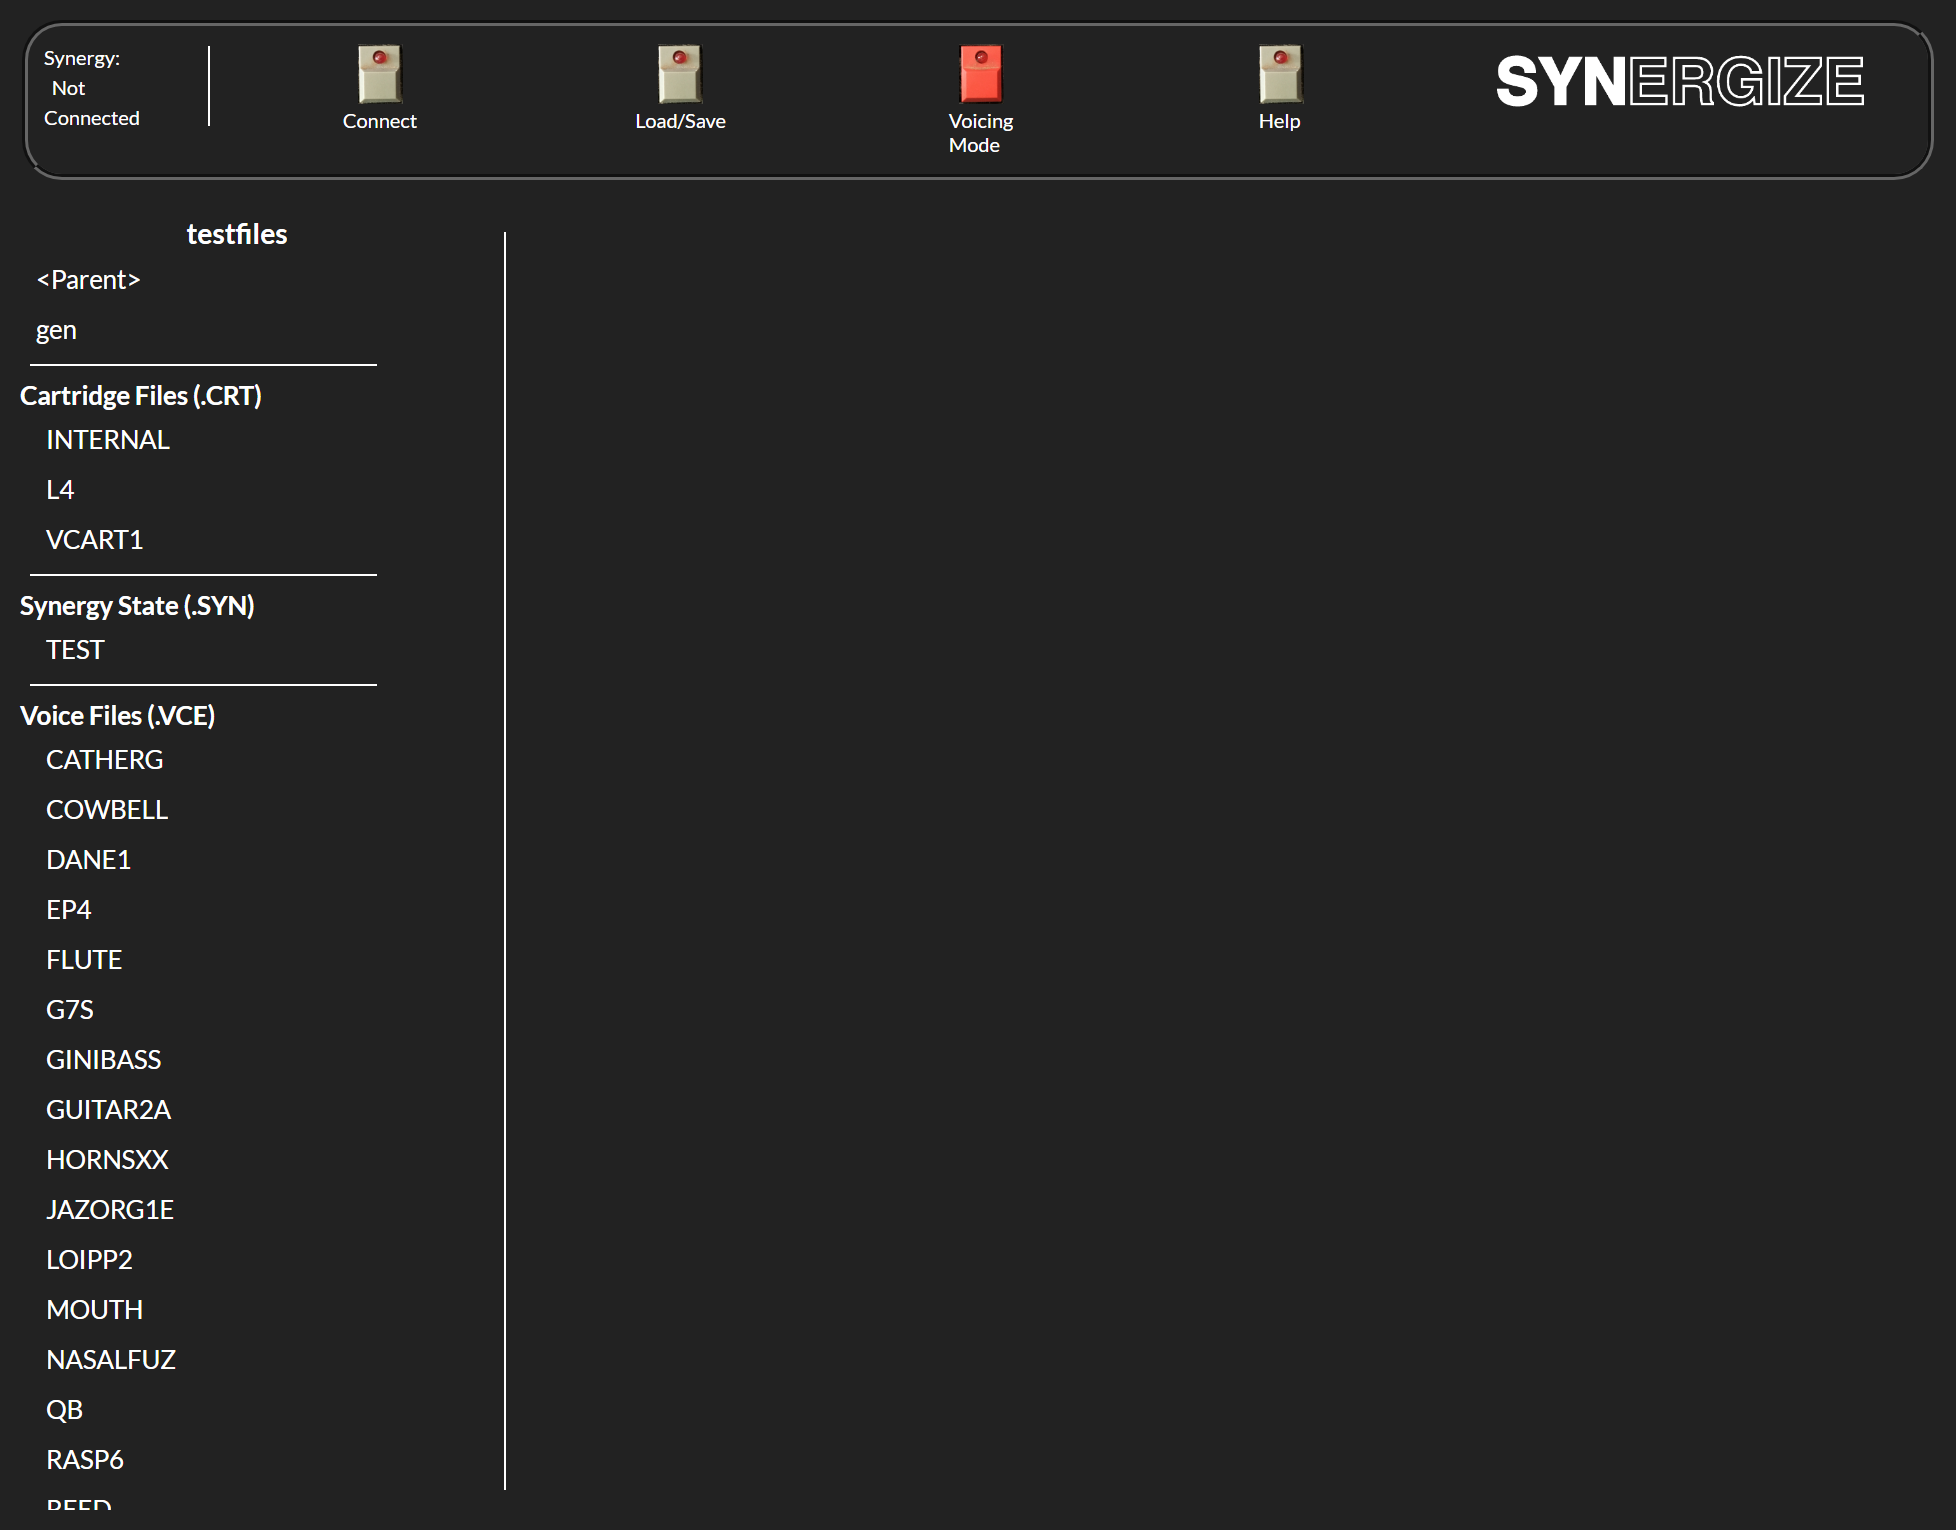 Synergy:
Not
Connected
Connect
Load/Save
Voicing
Mode
Help
SYNERGIZE
testfiles
<Parent>
gen
Cartridge Files (.CRT)
INTERNAL
L4
VCART1
Synergy State (.SYN)
TEST
Voice Files (.VCE)
CATHERG
COWBELL
DANE1
EP4
FLUTE
G7S
GINIBASS
GUITAR2A
HORNSXX
JAZORG1E
LOIPP2
MOUTH
NASALFUZ
QB
RASP6
REED